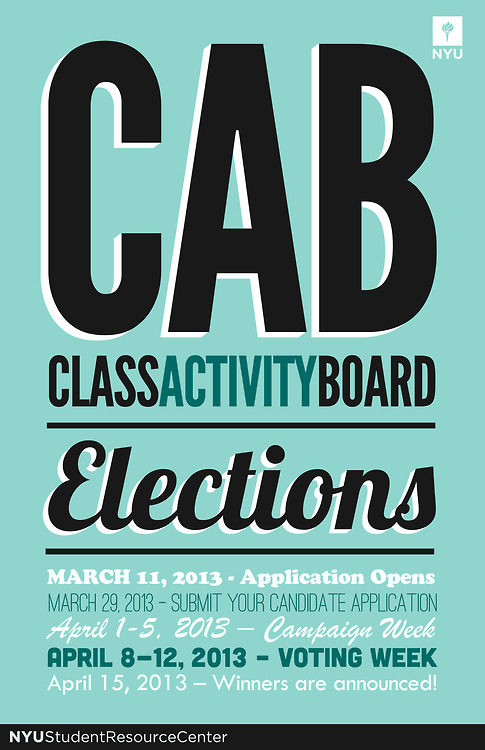 NYU
CAB
CLASSACTIVITYBOARD
Elections
MARCH 11, 2013 - Application Opens
MARCH 29, 2013 - SUBMIT YOUR CANDIDATE APPLICATION
April 1-5, 2013 – Campaign Week
APRIL 8–12, 2013 – VOTING WEEK
April 15, 2013 – Winners are announced!
NYUStudentResourceCenter